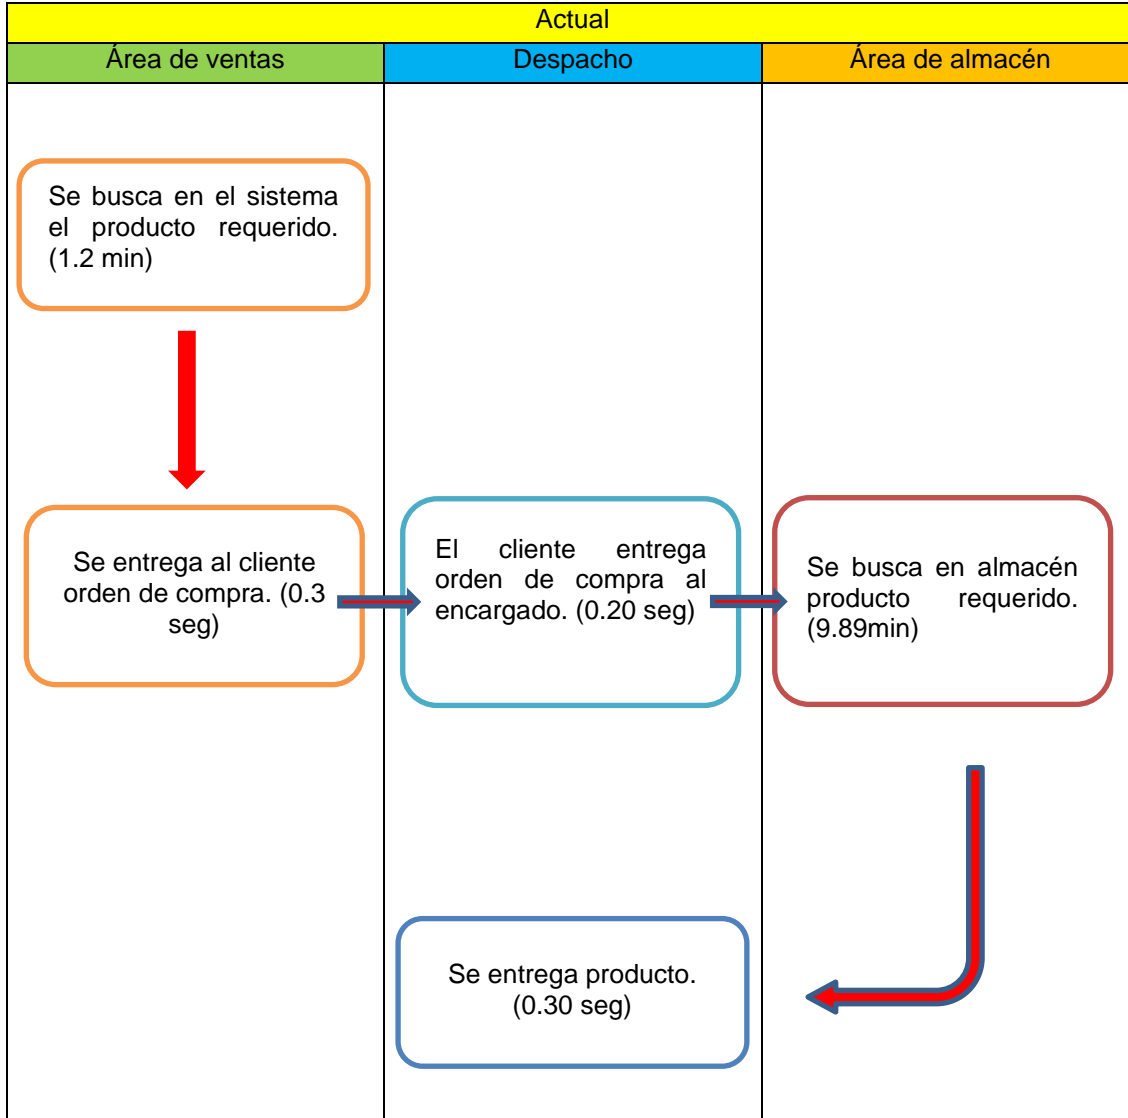 Actual
Área de ventas
Despacho
Área de almacén
Se busca en el sistema
el producto requerido.
(1.2 min)
Se entrega al cliente
orden de compra. (0.3
seg)
El cliente entrega
orden de compra al
encargado. (0.20 seg)
Se busca en almacén
producto requerido.
(9.89min)
Se entrega producto.
(0.30 seg)